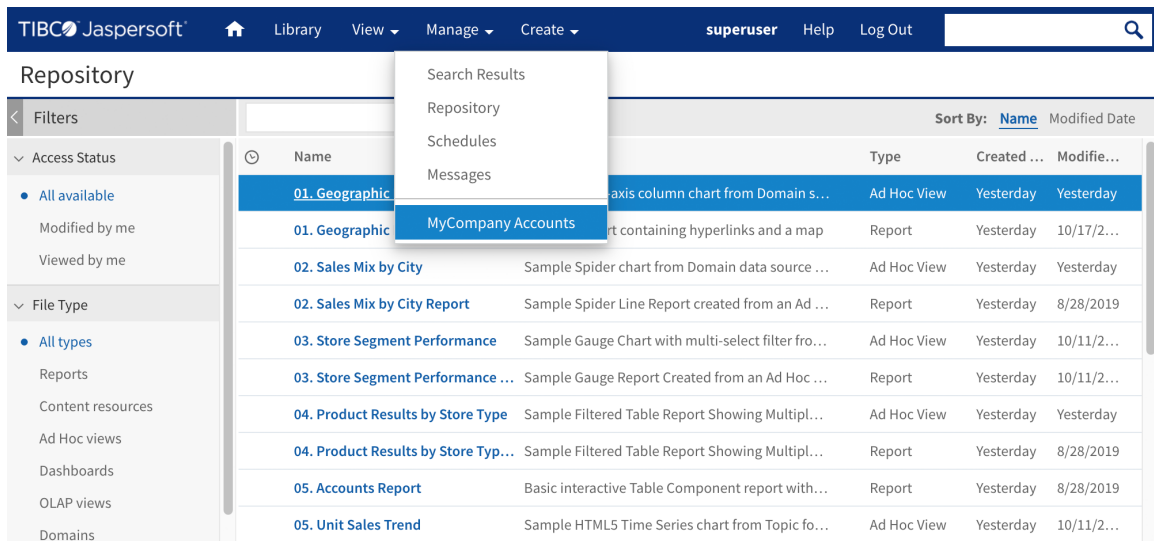 TIBCO Jaspersoft® Library View Manage Create superuser Help Log Out
Repository
Search Results
Repository
Schedules
Messages
MyCompany Accounts
Filters
Sort By: Name Modified Date
Access Status
All available
Modified by me
Viewed by me
File Type
All types
Reports
Content resources
Ad Hoc views
Dashboards
OLAP views
Domains
Name Type Created ... Modifie...
01. Geographic -axis column chart from Domain s... Ad Hoc View Yesterday Yesterday
01. Geographic rt containing hyperlinks and a map Report Yesterday 10/17/2...
02. Sales Mix by City Sample Spider chart from Domain data source ... Ad Hoc View Yesterday Yesterday
02. Sales Mix by City Report Sample Spider Line Report created from an Ad ... Report Yesterday 8/28/2019
03. Store Segment Performance Sample Gauge Chart with multi-select filter fro... Ad Hoc View Yesterday 10/11/2...
03. Store Segment Performance ... Sample Gauge Report Created from an Ad Hoc ... Report Yesterday 10/11/2...
04. Product Results by Store Type Sample Filtered Table Report Showing Multipl... Ad Hoc View Yesterday Yesterday
04. Product Results by Store Typ... Sample Filtered Table Report Showing Multipl... Report Yesterday 8/28/2019
05. Accounts Report Basic interactive Table Component report with... Report Yesterday 8/28/2019
05. Unit Sales Trend Sample HTML5 Time Series chart from Topic fo... Ad Hoc View Yesterday 10/11/2...